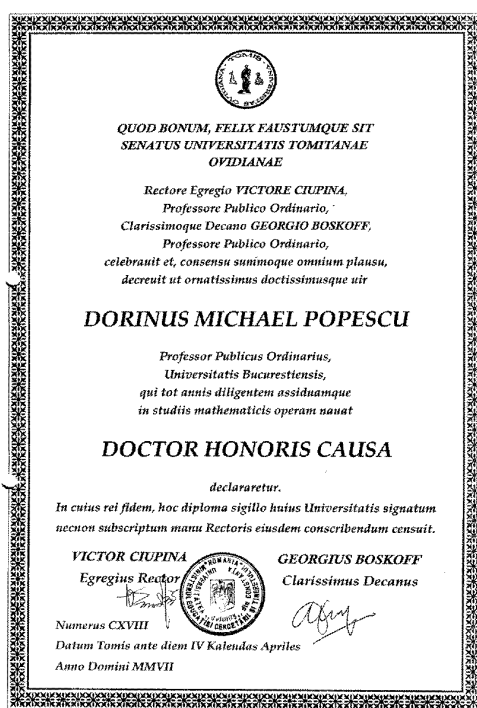 TOMIS
UNIVERSITAS OVIDIANA
QUOD BONUM, FELIX FAUSTUMQUE SIT
SENATUS UNIVERSITATIS TOMITANAE
OVIDIANAE
Rectore Egregio VICTORE CIUPINA,
Professore Publico Ordinario,
Clarissimoque Decano GEORGIO BOSKOFF,
Professore Publico Ordinario,
celebrauit et, consensu summoque omnium plausu,
decreuit ut ornatissimus doctissimusque uir
DORINUS MICHAEL POPESCU
Professor Publicus Ordinarius,
Universitatis Bucurestiensis,
qui tot annis diligentem assiduamque
in studiis mathematicis operam nauat
DOCTOR HONORIS CAUSA
declararetur.
In cuius rei fidem, hoc diploma sigillo huius Universitatis signatum
necnon subscriptum manu Rectoris eiusdem conscribendum censuit.
VICTOR CIUPINA
Egregius Rector
GEORGIUS BOSKOFF
Clarissimus Decanus
ROMANIA
Numerus CXVIII
Datum Tomis ante diem IV Kalendas Apriles
Anno Domini MMVII